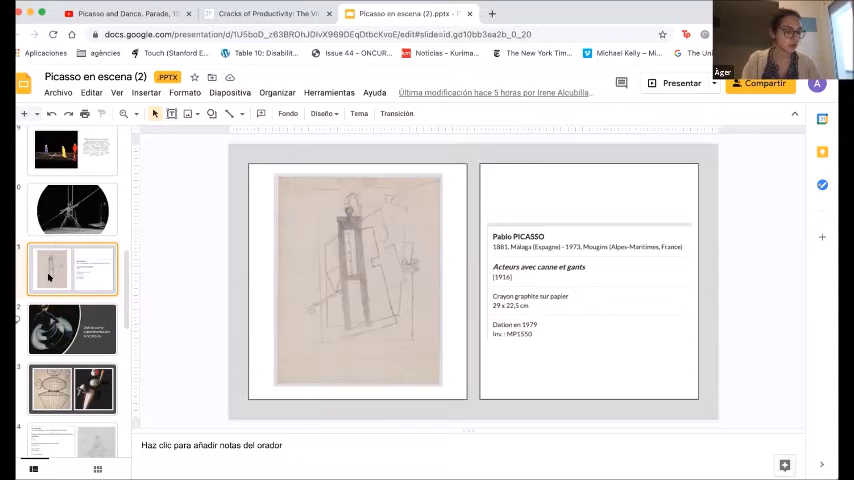 Picasso and Dance. Parade, 15
Cracks of Productivity: The Vi
Picasso en escena (2).pptx - P
docs.google.com/presentation/d/1U5boD_z63BROhJDIvX969DEqDtbcKvoE/edit#slide=id.gd10bb3ea2b_0_20
Aplicaciones
agències
Touch (Stanford E...
Table 10: Disabilit...
Issue 44 – ONCUR...
Noticias – Kurima...
The New York Tim...
Michael Kelly – Mi...
The U
Àger
Picasso en escena (2)
.PPTX
Presentar
Compartir
A
Archivo Editar Ver Insertar Formato Diapositiva Organizar Herramientas Ayuda
Última modificación hace 5 horas por Irene Alcubilla...
Fondo Diseño Tema Transición
Pablo PICASSO
1881, Málaga (Espagne) - 1973, Mougins (Alpes-Maritimes, France)
Acteurs avec canne et gants
[1916]
Crayon graphite sur papier
29 x 22,5 cm
Dation en 1979
Inv. : MP1550
Haz clic para añadir notas del orador